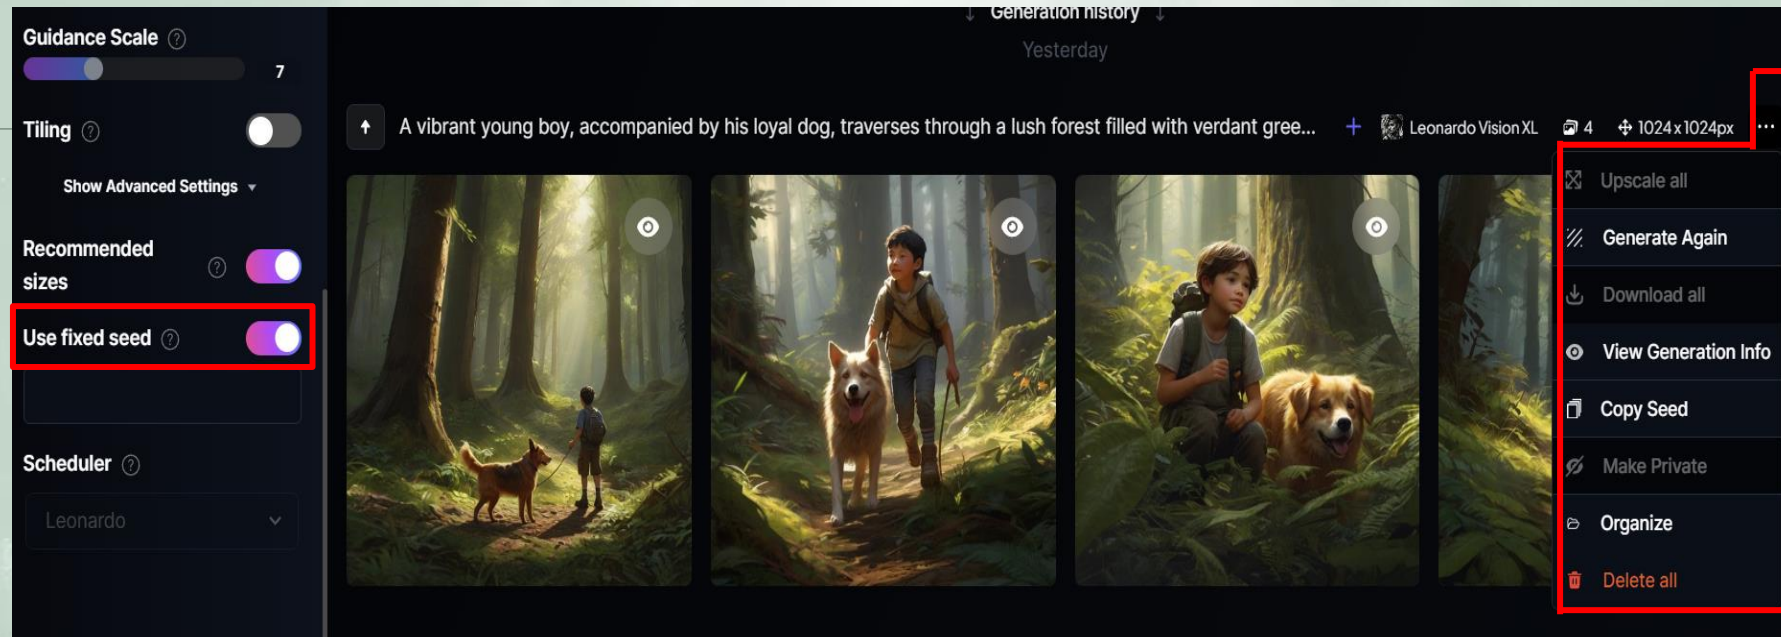 Guidance Scale
7
Tiling
Show Advanced Settings
Recommended
sizes
Use fixed seed
Scheduler
Leonardo
Generation history
Yesterday
A vibrant young boy, accompanied by his loyal dog, traverses through a lush forest filled with verdant gree... Leonardo Vision XL 4 1024 x 1024px
Upscale all
Generate Again
Download all
View Generation Info
Copy Seed
Make Private
Organize
Delete all